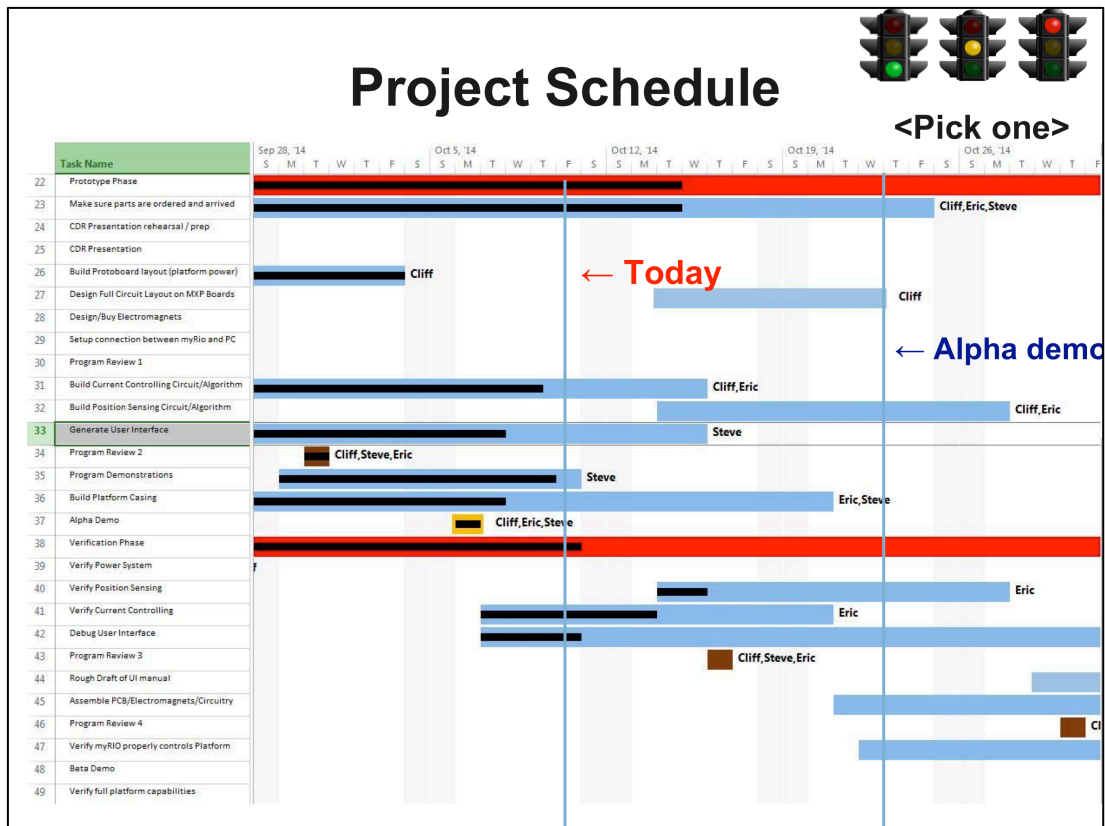 Project Schedule
<Pick one>
Sep 28, '14 Oct 5, '14 Oct 12, '14 Oct 19, '14 Oct 26, '14
Task Name S M T W T F S S M T W T F S S M T W T F S S M T W T F S S M T W T F
22 Prototype Phase
23 Make sure parts are ordered and arrived Cliff,Eric,Steve
24 CDR Presentation rehearsal / prep
25 CDR Presentation
26 Build Protoboard layout (platform power) Cliff
← Today
27 Design Full Circuit Layout on MXP Boards Cliff
28 Design/Buy Electromagnets
29 Setup connection between myRio and PC
← Alpha demo
30 Program Review 1
31 Build Current Controlling Circuit/Algorithm Cliff,Eric
32 Build Position Sensing Circuit/Algorithm Cliff,Eric
33 Generate User Interface Steve
34 Program Review 2 Cliff,Steve,Eric
35 Program Demonstrations Steve
36 Build Platform Casing Eric,Steve
37 Alpha Demo Cliff,Eric,Steve
38 Verification Phase
39 Verify Power System f
40 Verify Position Sensing Eric
41 Verify Current Controlling Eric
42 Debug User Interface
43 Program Review 3 Cliff,Steve,Eric
44 Rough Draft of UI manual
45 Assemble PCB/Electromagnets/Circuitry
46 Program Review 4 Cl
47 Verify myRIO properly controls Platform
48 Beta Demo
49 Verify full platform capabilities